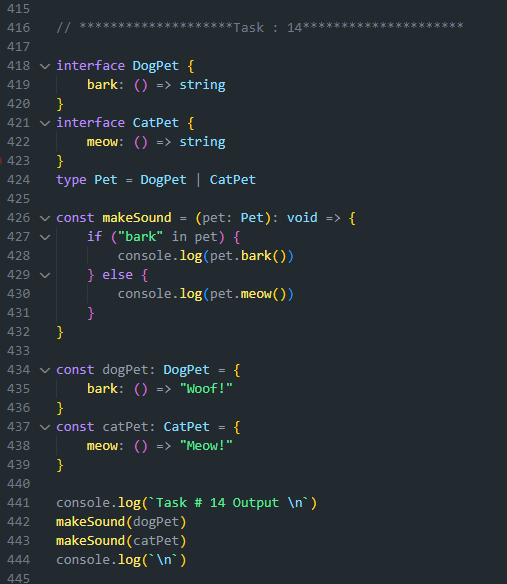 415
416 // ********************Task : 14*********************
417
418 interface DogPet {
419 bark: () => string
420 }
421 interface CatPet {
422 meow: () => string
423 }
424 type Pet = DogPet | CatPet
425
426 const makeSound = (pet: Pet): void => {
427 if ("bark" in pet) {
428 console.log(pet.bark())
429 } else {
430 console.log(pet.meow())
431 }
432 }
433
434 const dogPet: DogPet = {
435 bark: () => "Woof!"
436 }
437 const catPet: CatPet = {
438 meow: () => "Meow!"
439 }
440
441 console.log(`Task # 14 Output \n`)
442 makeSound(dogPet)
443 makeSound(catPet)
444 console.log(`\n`)
445